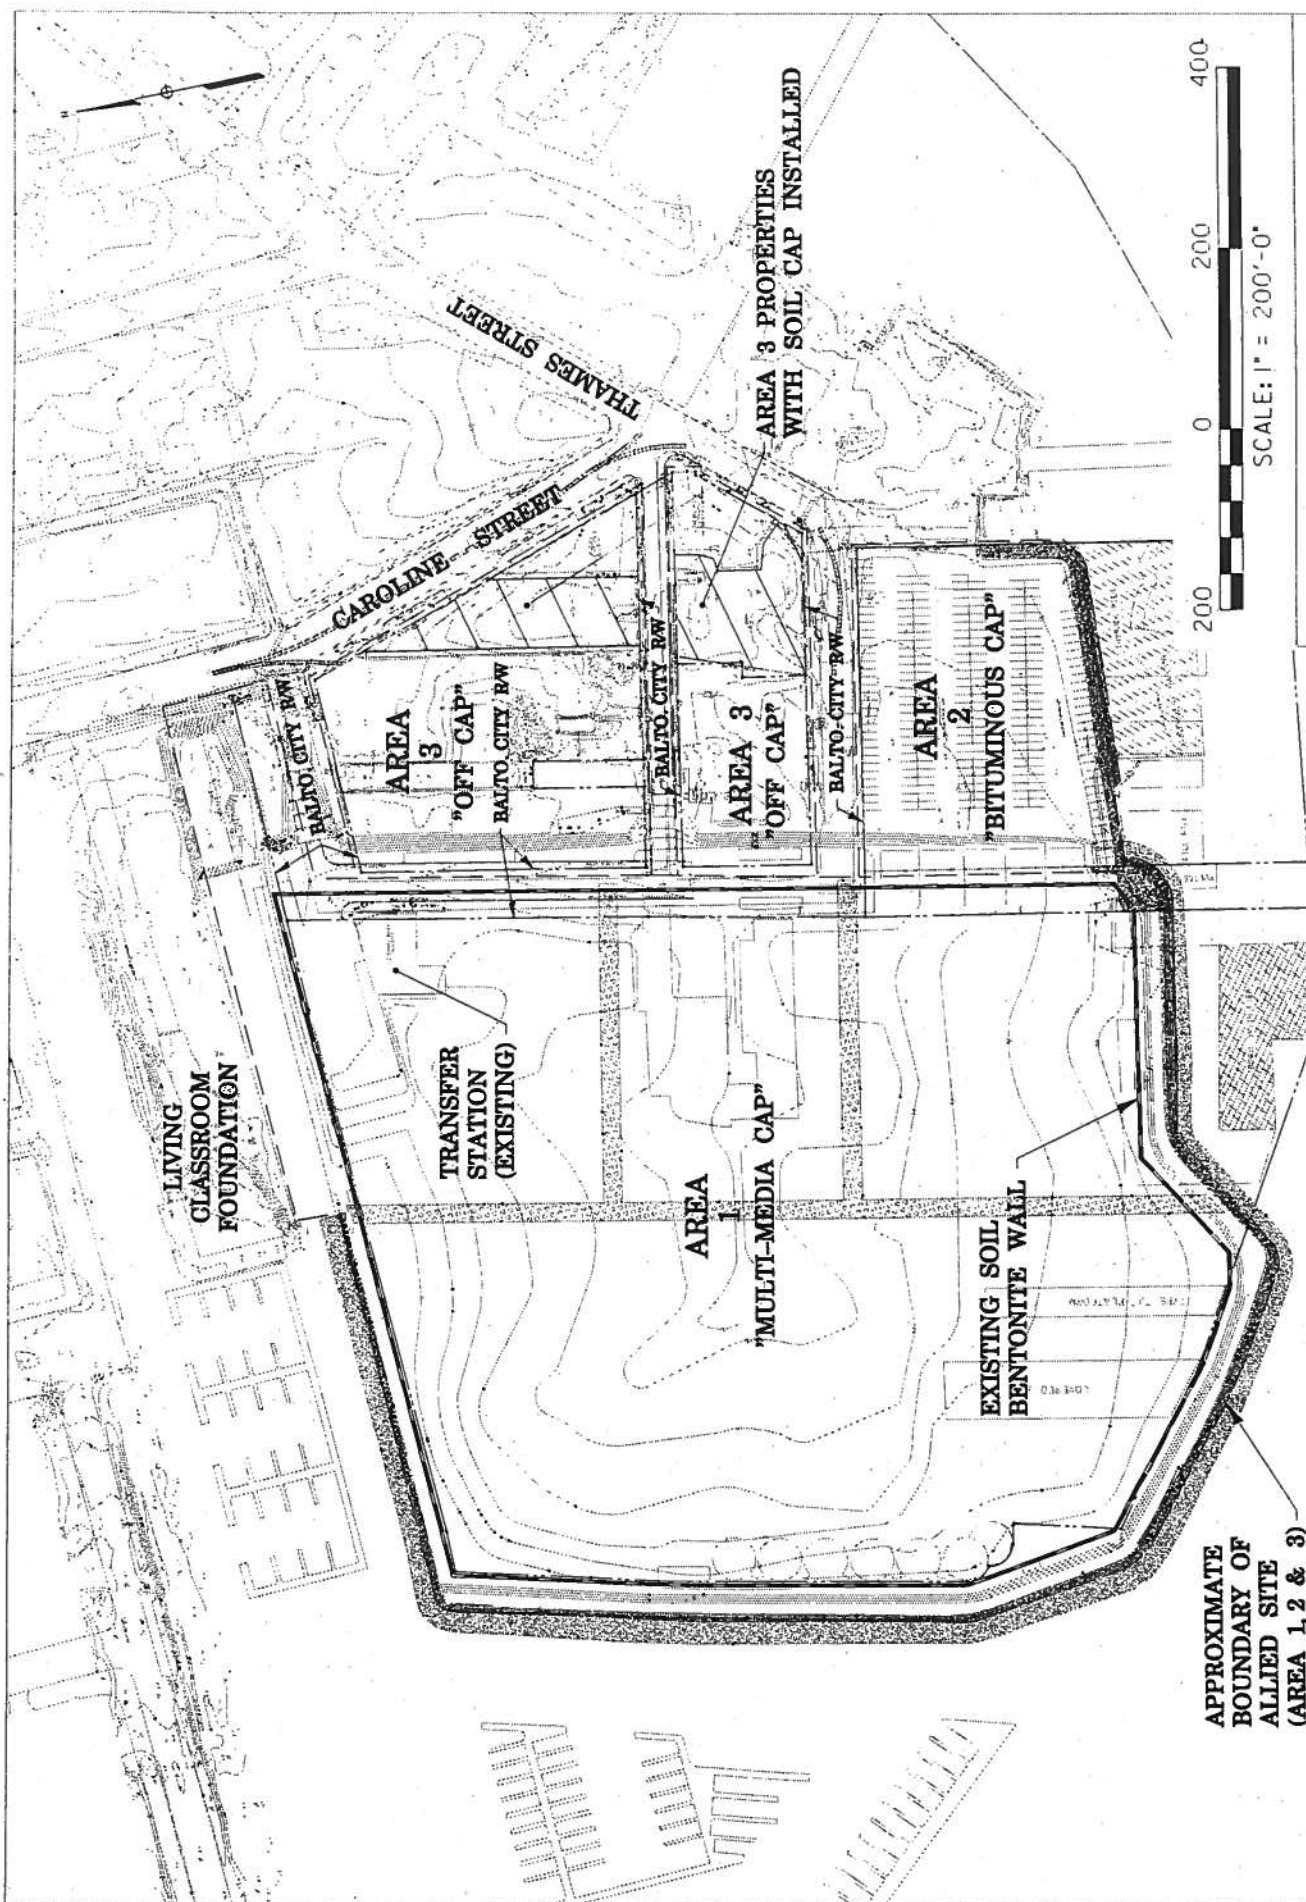 N
LIVING
CLASSROOM
FOUNDATION
BALTO. CITY R/W
CAROLINE STREET
THAMES STREET
TRANSFER
STATION
(EXISTING)
AREA
3
"OFF CAP"
BALTO. CITY R/W
BALTO. CITY R/W
AREA 3
"OFF CAP"
AREA 3 PROPERTIES
WITH SOIL CAP INSTALLED
BALTO. CITY R/W
AREA
1
"MULTI-MEDIA CAP"
AREA
2
"BITUMINOUS CAP"
EXISTING SOIL
BENTONITE WALL
COVERED
PLATFORM
APPROXIMATE
BOUNDARY OF
ALLIED SITE
(AREA 1,2 & 3)
200 0 200 400
SCALE: 1" = 200'-0"